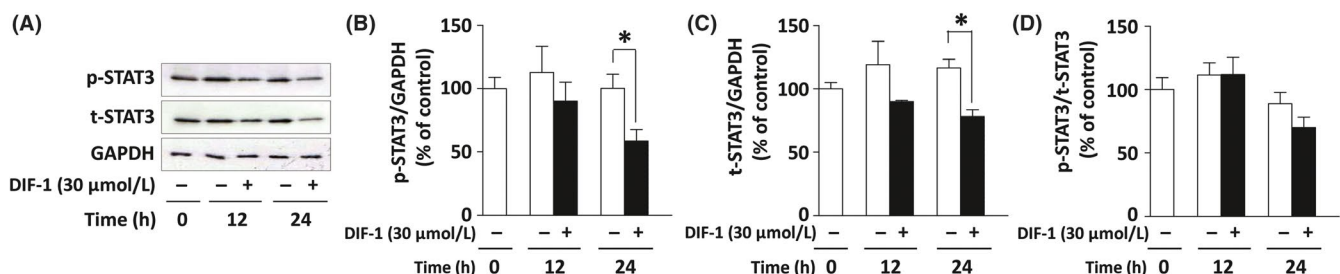 (A)
p-STAT3
t-STAT3
GAPDH
DIF-1 (30 μmol/L) – – + – +
Time (h) 0 12 24
(B)
p-STAT3/GAPDH
(% of control)
150
100
50
0
*
DIF-1 (30 μmol/L) – – + – +
Time (h) 0 12 24
(C)
t-STAT3/GAPDH
(% of control)
150
100
50
0
*
DIF-1 (30 μmol/L) – – + – +
Time (h) 0 12 24
(D)
p-STAT3/t-STAT3
(% of control)
150
100
50
0
DIF-1 (30 μmol/L) – – + – +
Time (h) 0 12 24